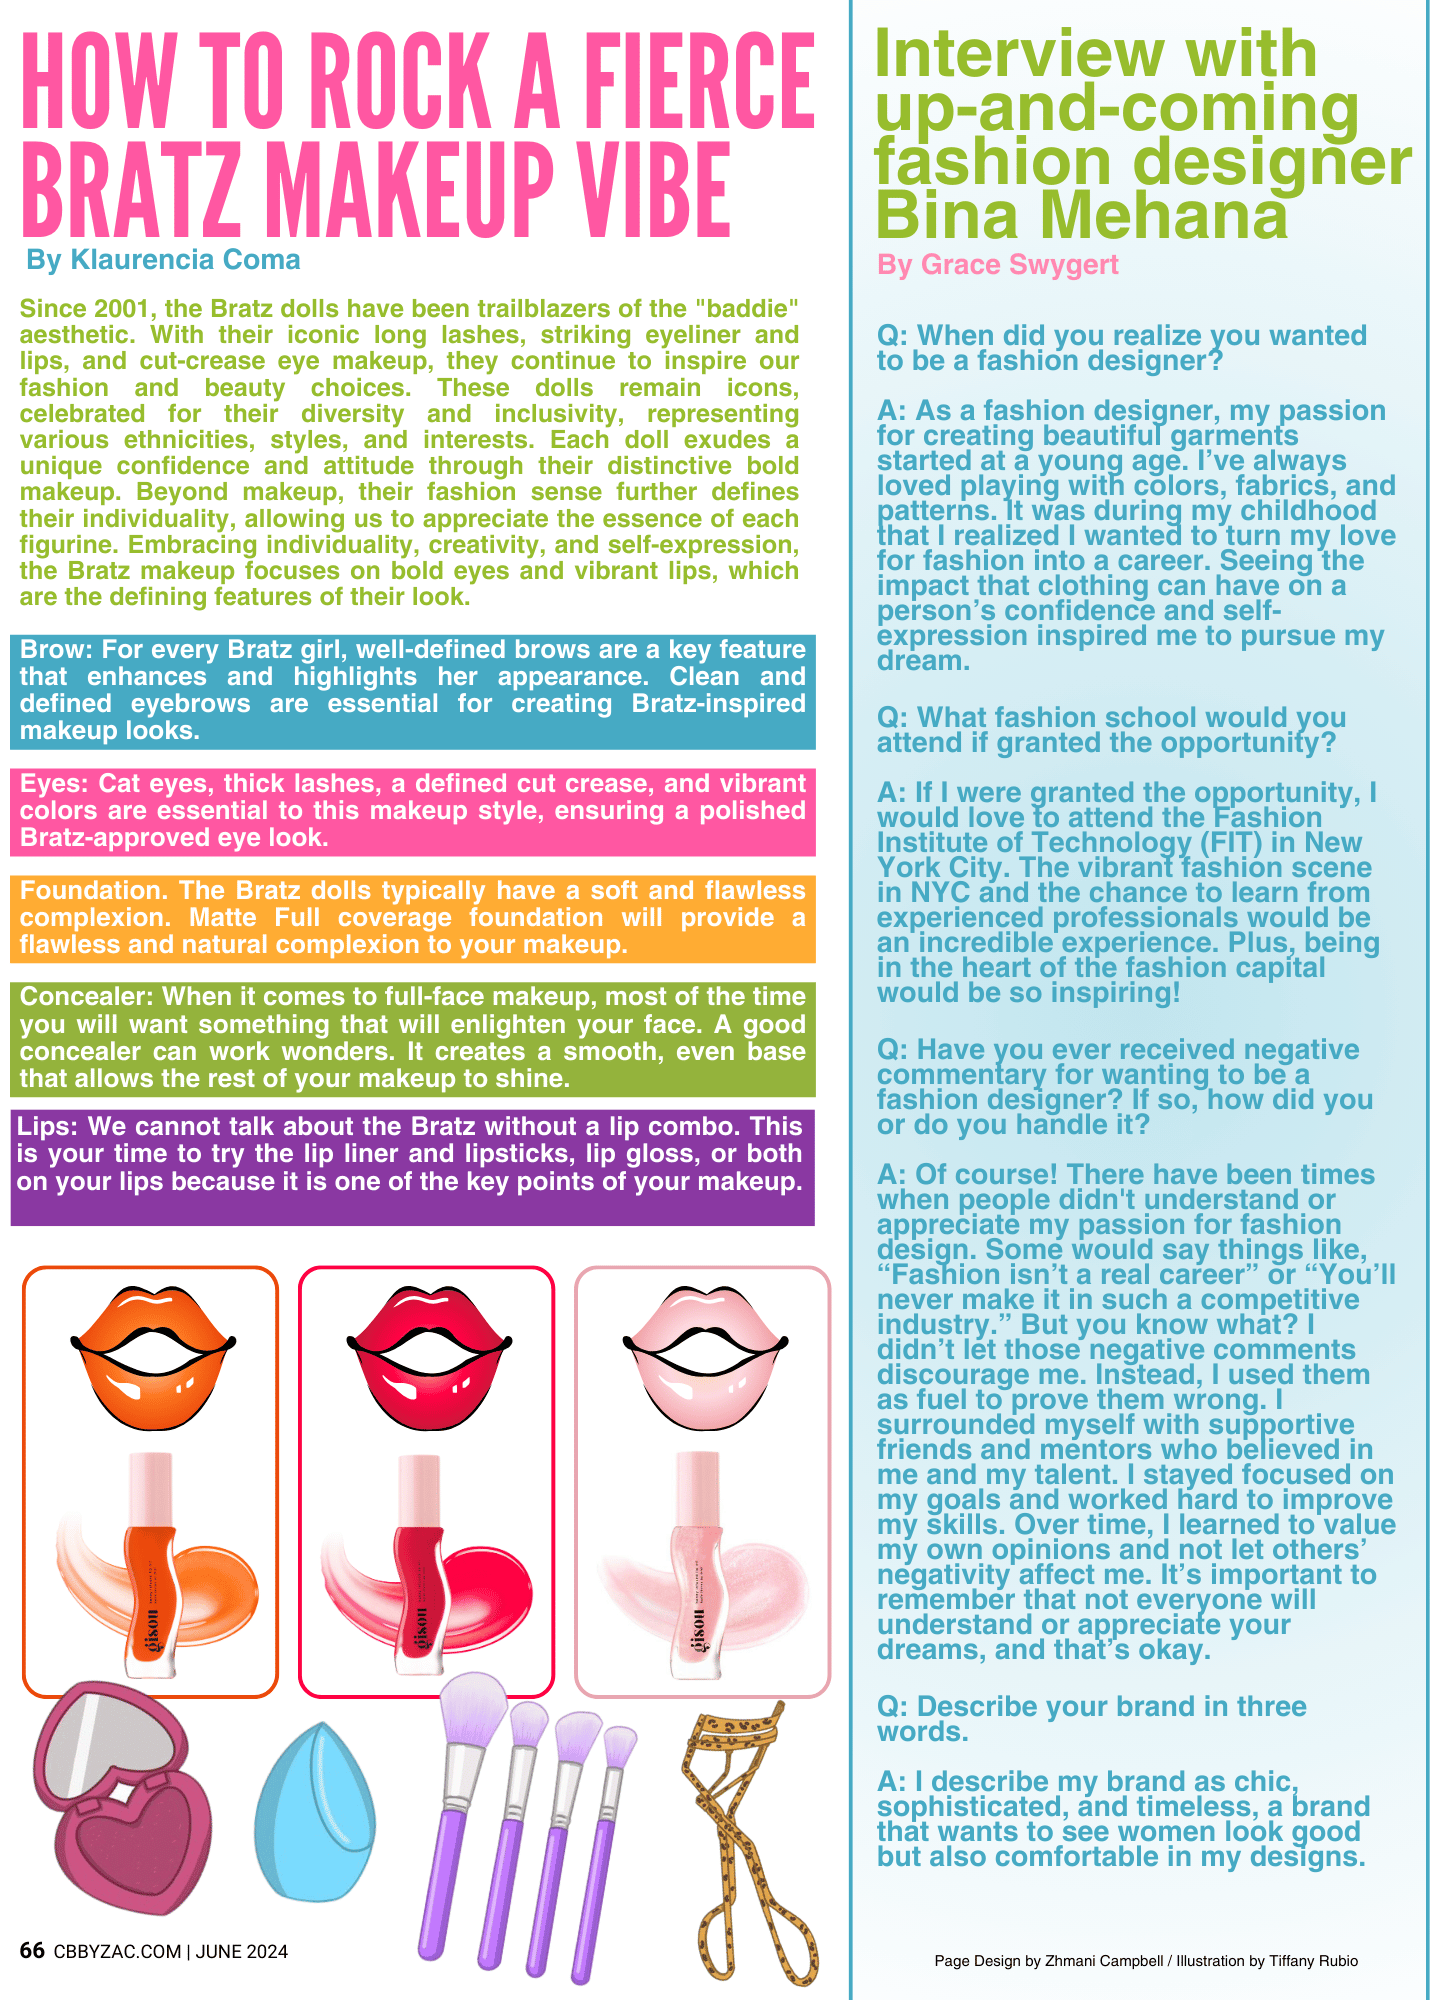 HOW TO ROCK A FIERCE
BRATZ MAKEUP VIBE
By Klaurencia Coma
Since 2001, the Bratz dolls have been trailblazers of the "baddie"
aesthetic. With their iconic long lashes, striking eyeliner and
lips, and cut-crease eye makeup, they continue to inspire our
fashion and beauty choices. These dolls remain icons,
celebrated for their diversity and inclusivity, representing
various ethnicities, styles, and interests. Each doll exudes a
unique confidence and attitude through their distinctive bold
makeup. Beyond makeup, their fashion sense further defines
their individuality, allowing us to appreciate the essence of each
figurine. Embracing individuality, creativity, and self-expression,
the Bratz makeup focuses on bold eyes and vibrant lips, which
are the defining features of their look.
Brow: For every Bratz girl, well-defined brows are a key feature
that enhances and highlights her appearance. Clean and
defined eyebrows are essential for creating Bratz-inspired
makeup looks.
Eyes: Cat eyes, thick lashes, a defined cut crease, and vibrant
colors are essential to this makeup style, ensuring a polished
Bratz-approved eye look.
Foundation. The Bratz dolls typically have a soft and flawless
complexion. Matte Full coverage foundation will provide a
flawless and natural complexion to your makeup.
Concealer: When it comes to full-face makeup, most of the time
you will want something that will enlighten your face. A good
concealer can work wonders. It creates a smooth, even base
that allows the rest of your makeup to shine.
Lips: We cannot talk about the Bratz without a lip combo. This
is your time to try the lip liner and lipsticks, lip gloss, or both
on your lips because it is one of the key points of your makeup.
gisou
gisou
gisou
66 CBBYZAC.COM | JUNE 2024
Interview with
up-and-coming
fashion designer
Bina Mehana
By Grace Swygert
Q: When did you realize you wanted
to be a fashion designer?
A: As a fashion designer, my passion
for creating beautiful garments
started at a young age. I’ve always
loved playing with colors, fabrics, and
patterns. It was during my childhood
that I realized I wanted to turn my love
for fashion into a career. Seeing the
impact that clothing can have on a
person’s confidence and self-
expression inspired me to pursue my
dream.
Q: What fashion school would you
attend if granted the opportunity?
A: If I were granted the opportunity, I
would love to attend the Fashion
Institute of Technology (FIT) in New
York City. The vibrant fashion scene
in NYC and the chance to learn from
experienced professionals would be
an incredible experience. Plus, being
in the heart of the fashion capital
would be so inspiring!
Q: Have you ever received negative
commentary for wanting to be a
fashion designer? If so, how did you
or do you handle it?
A: Of course! There have been times
when people didn't understand or
appreciate my passion for fashion
design. Some would say things like,
“Fashion isn’t a real career” or “You’ll
never make it in such a competitive
industry.” But you know what? I
didn’t let those negative comments
discourage me. Instead, I used them
as fuel to prove them wrong. I
surrounded myself with supportive
friends and mentors who believed in
me and my talent. I stayed focused on
my goals and worked hard to improve
my skills. Over time, I learned to value
my own opinions and not let others’
negativity affect me. It’s important to
remember that not everyone will
understand or appreciate your
dreams, and that’s okay.
Q: Describe your brand in three
words.
A: I describe my brand as chic,
sophisticated, and timeless, a brand
that wants to see women look good
but also comfortable in my designs.
Page Design by Zhmani Campbell / Illustration by Tiffany Rubio